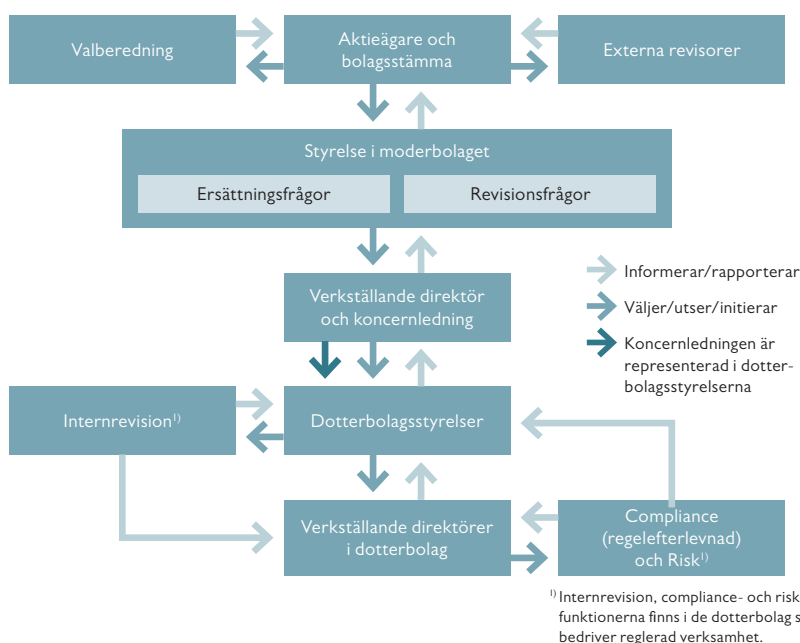 Valberedning
Aktieägare och
bolagsstämma
Externa revisorer
Styrelse i moderbolaget
Ersättningsfrågor
Revisionsfrågor
Verkställande direktör
och koncernledning
Informerar/rapporterar
Väljer/utser/initierar
Koncernledningen är
representerad i dotter-
bolagsstyrelserna
Internrevision¹⁾
Dotterbolagsstyrelser
Verkställande direktörer
i dotterbolag
Compliance
(regelefterlevnad)
och Risk¹⁾
¹⁾ Internrevision, compliance- och risk
funktionerna finns i de dotterbolag s
bedriver reglerad verksamhet.